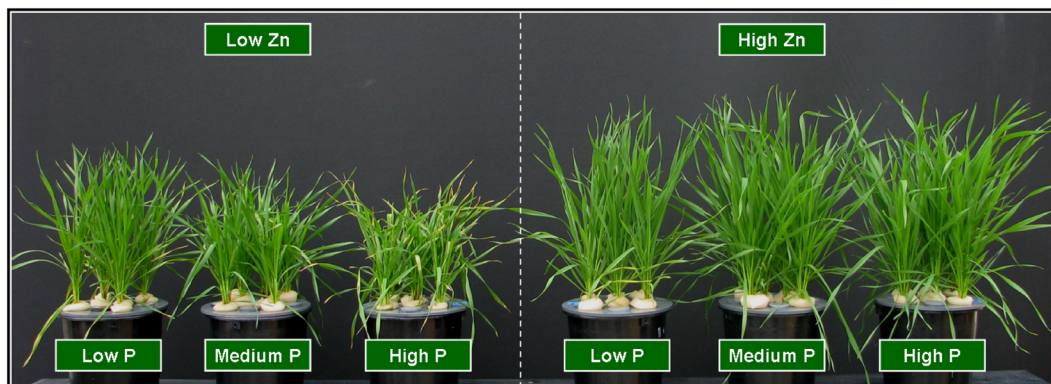 Low Zn
High Zn
Low P
Medium P
High P
Low P
Medium P
High P